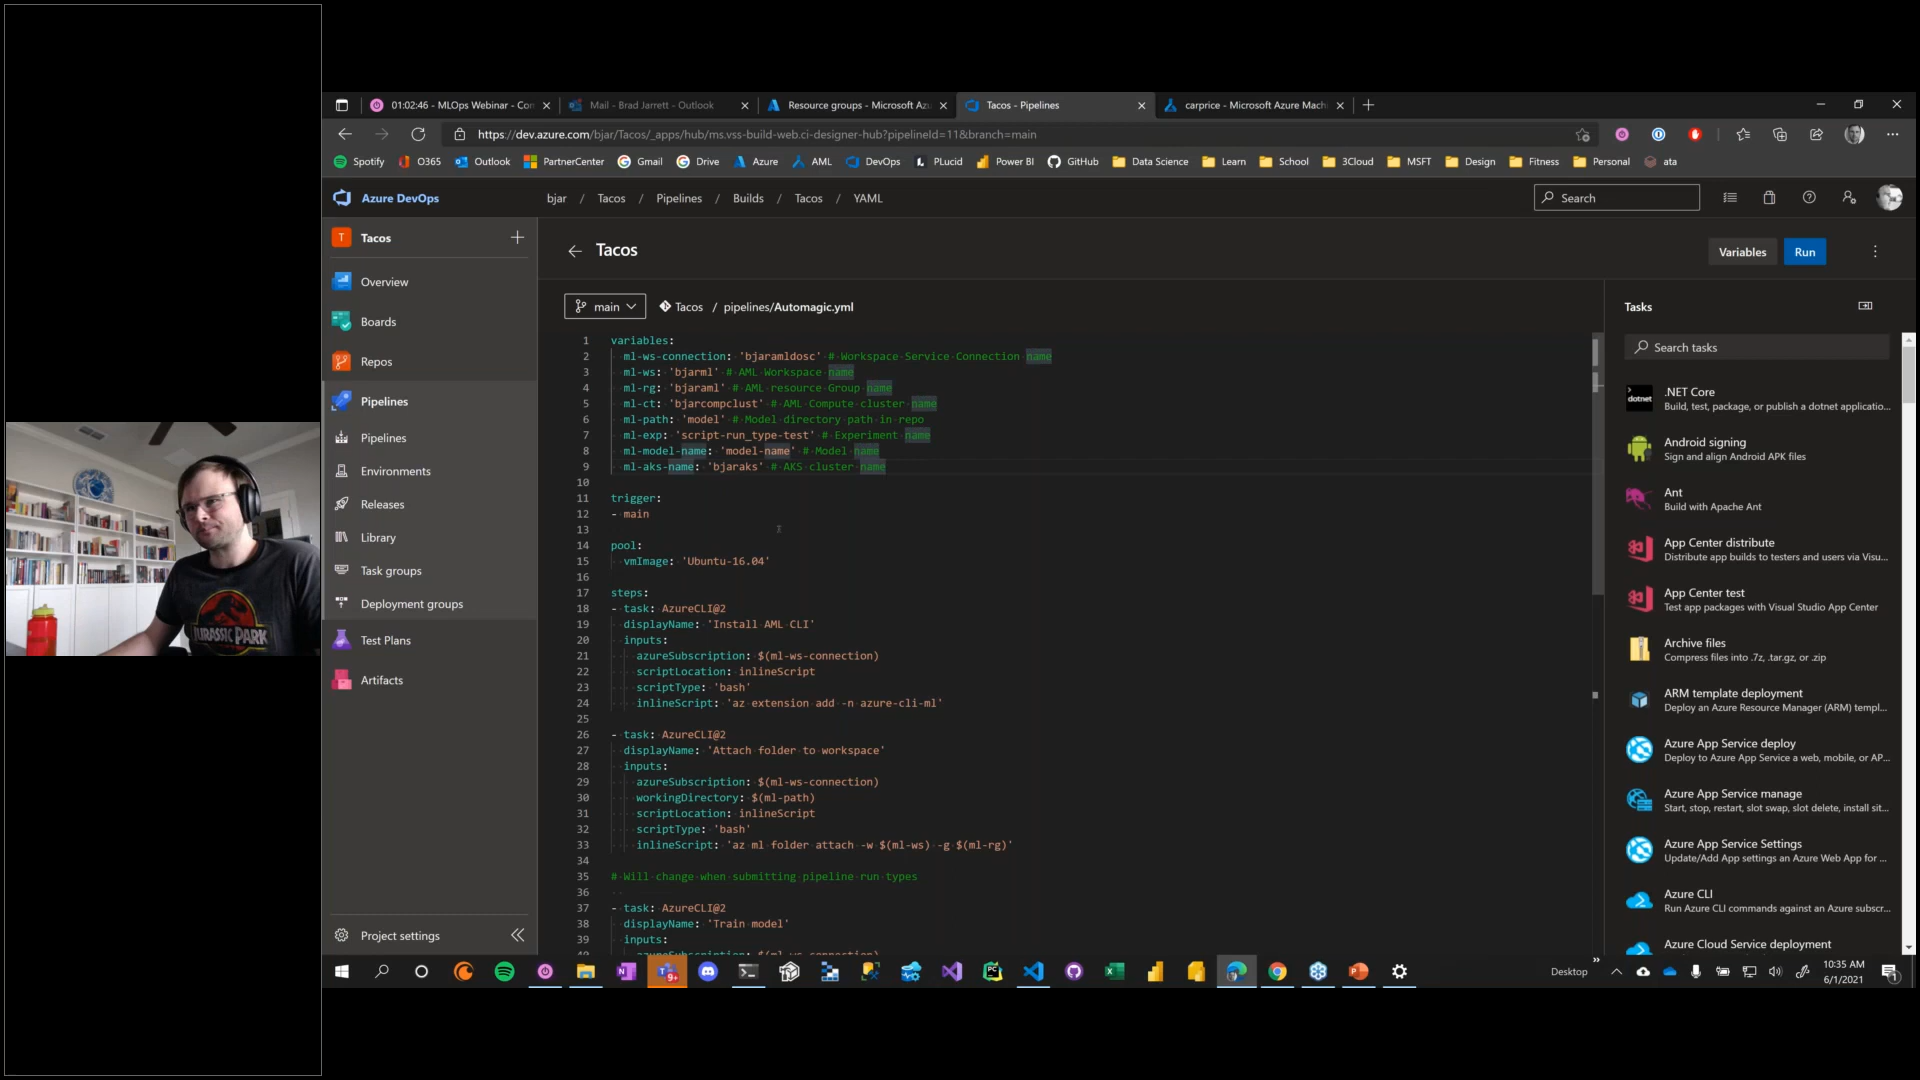 01:02:46 - MLOps Webinar - Con
Mail - Brad Jarrett - Outlook
Resource groups - Microsoft Azu
Tacos - Pipelines
carprice - Microsoft Azure Mach
https://dev.azure.com/bjar/Tacos/_apps/hub/ms.vss-build-web.ci-designer-hub?pipelineId=11&branch=main
Spotify
O365
Outlook
PartnerCenter
Gmail
Drive
Azure
AML
DevOps
PLucid
Power BI
GitHub
Data Science
Learn
School
3Cloud
MSFT
Design
Fitness
Personal
ata
Azure DevOps
bjar / Tacos / Pipelines / Builds / Tacos / YAML
Search
T Tacos
Overview
Boards
Repos
Pipelines
Pipelines
Environments
Releases
Library
Task groups
Deployment groups
Test Plans
Artifacts
Project settings
Tacos
Variables
Run
main
Tacos / pipelines/Automagic.yml
1 variables:
2 ml-ws-connection: 'bjaramldosc' # Workspace Service Connection name
3 ml-ws: 'bjarml' # AML Workspace name
4 ml-rg: 'bjaraml' # AML resource Group name
5 ml-ct: 'bjarcompclust' # AML Compute cluster name
6 ml-path: 'model' # Model directory path in repo
7 ml-exp: 'script-run_type-test' # Experiment name
8 ml-model-name: 'model-name' # Model name
9 ml-aks-name: 'bjaraks' # AKS cluster name
10
11 trigger:
12 - main
13
14 pool:
15 vmImage: 'Ubuntu-16.04'
16
17 steps:
18 - task: AzureCLI@2
19 displayName: 'Install AML CLI'
20 inputs:
21 azureSubscription: $(ml-ws-connection)
22 scriptLocation: inlineScript
23 scriptType: 'bash'
24 inlineScript: 'az extension add -n azure-cli-ml'
25
26 - task: AzureCLI@2
27 displayName: 'Attach folder to workspace'
28 inputs:
29 azureSubscription: $(ml-ws-connection)
30 workingDirectory: $(ml-path)
31 scriptLocation: inlineScript
32 scriptType: 'bash'
33 inlineScript: 'az ml folder attach -w $(ml-ws) -g $(ml-rg)'
34
35 # Will change when submitting pipeline run types
36
37 - task: AzureCLI@2
38 displayName: 'Train model'
39 inputs:
Tasks
Search tasks
dotnet
.NET Core
Build, test, package, or publish a dotnet applicatio...
Android signing
Sign and align Android APK files
Ant
Build with Apache Ant
App Center distribute
Distribute app builds to testers and users via Visu...
App Center test
Test app packages with Visual Studio App Center
Archive files
Compress files into .7z, .tar.gz, or .zip
ARM template deployment
Deploy an Azure Resource Manager (ARM) templ...
Azure App Service deploy
Deploy to Azure App Service a web, mobile, or AP...
Azure App Service manage
Start, stop, restart, slot swap, slot delete, install sit...
Azure App Service Settings
Update/Add App settings an Azure Web App for ...
Azure CLI
Run Azure CLI commands against an Azure subscr...
Azure Cloud Service deployment
JURASSIC PARK
Desktop
10:35 AM
6/1/2021